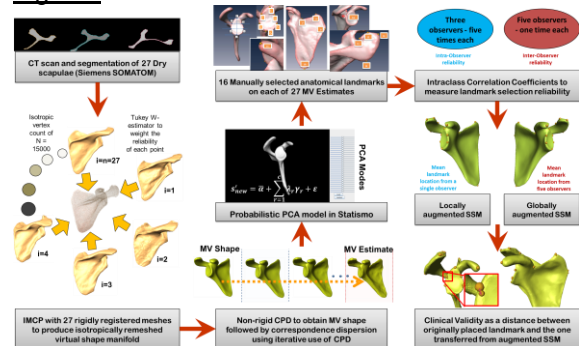 CT scan and segmentation of 27 Dry
scapulae (Siemens SOMATOM)
Isotropic
vertex
count of
N =
15000
Tukey W-
estimator to
weight the
reliability
of each
point
i=n=27
i=1
i=2
i=3
i=4
IMCP with 27 rigidly registered meshes
to produce isotropically remeshed
virtual shape manifold
16 Manually selected anatomical landmarks
on each of 27 MV Estimates
PCA Modes
Probabilistic PCA model in Statismo
MV Shape
MV Estimate
Non-rigid CPD to obtain MV shape
followed by correspondence dispersion
using iterative use of CPD
Three
observers - five
times each
Intra-Observer
reliability
Five observers
- one time each
Inter-Observer
reliability
Intraclass Correlation Coefficients to
measure landmark selection reliability
Mean
landmark
location from a
single observer
Mean
landmark
location from
five observers
Locally
augmented SSM
Globally
augmented SSM
Clinical Validity as a distance between
originally placed landmark and the one
transferred from augmented SSM